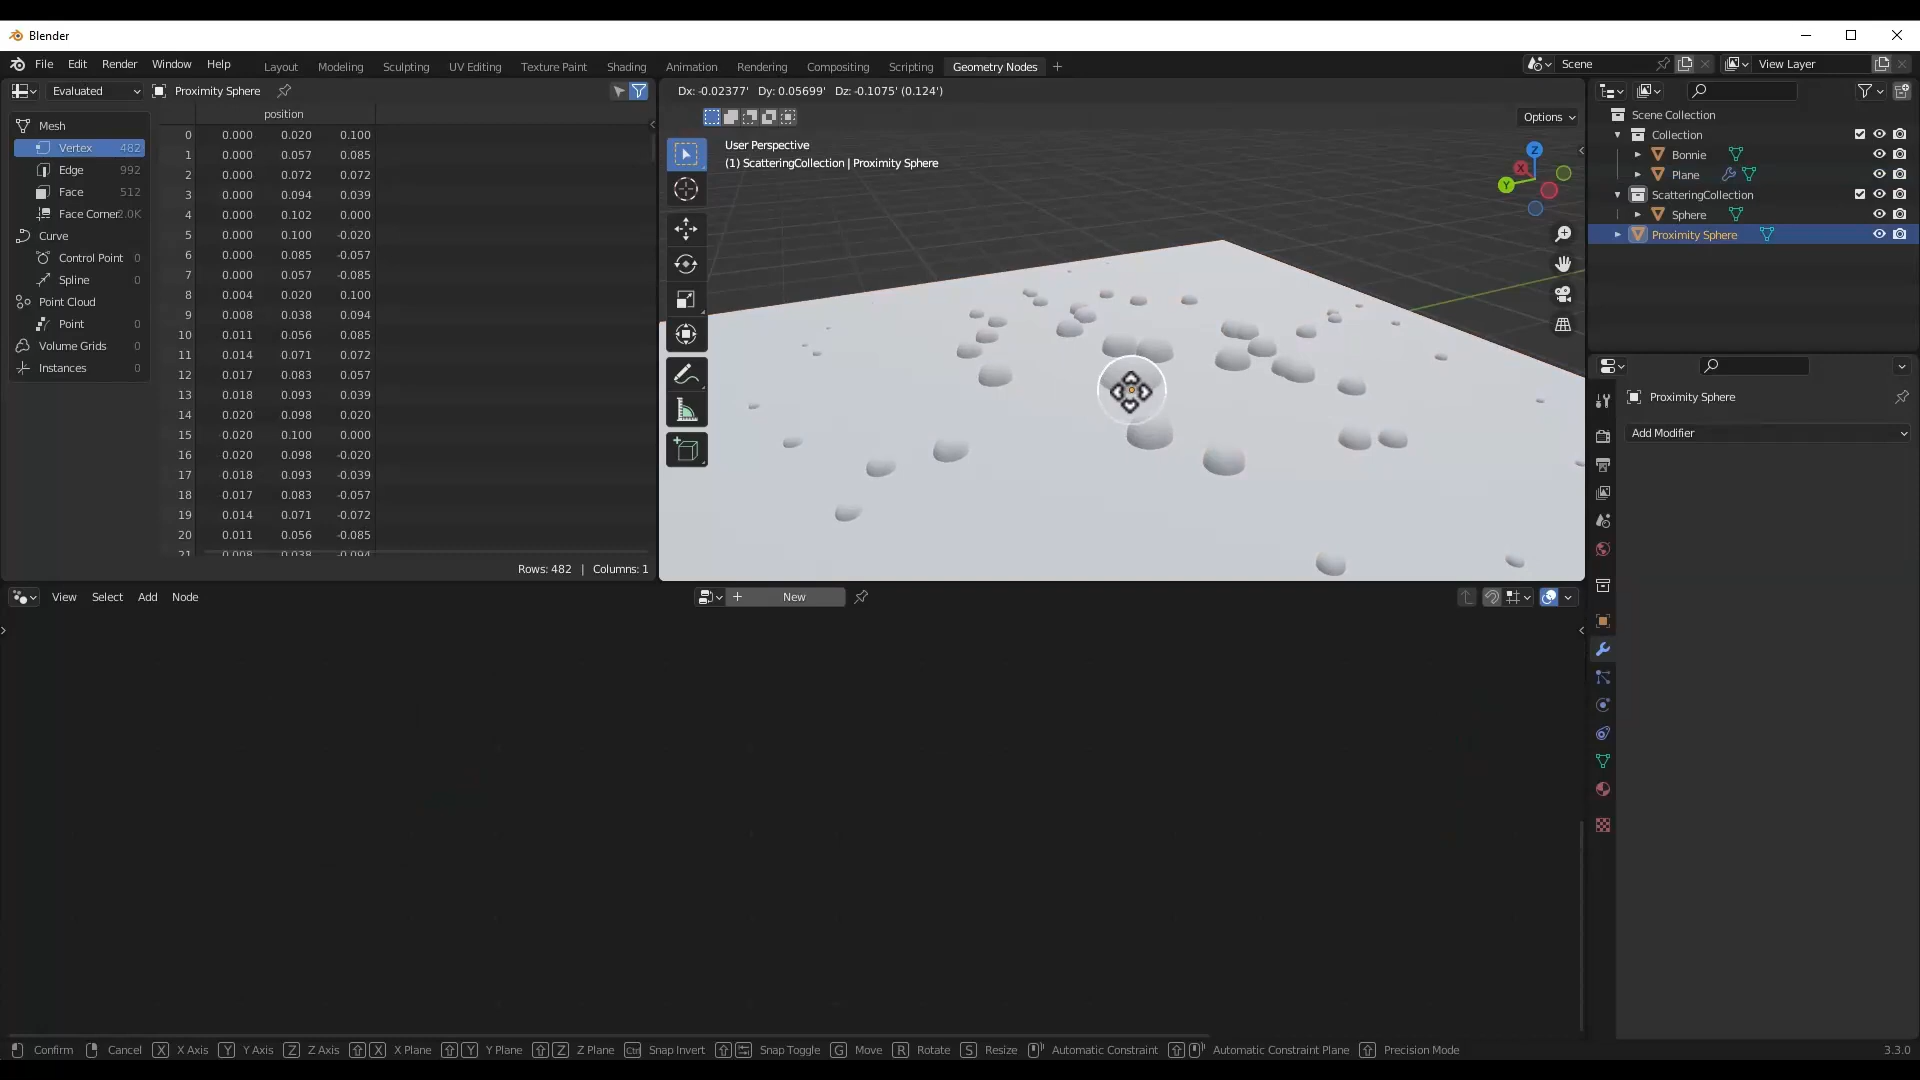 Blender
File Edit Render Window Help Layout Modeling Sculpting UV Editing Texture Paint Shading Animation Rendering Compositing Scripting Geometry Nodes + Scene View Layer
Evaluated Proximity Sphere
Dx: -0.02377' Dy: 0.05699' Dz: -0.1075' (0.124')
position
Options
Mesh
Vertex 482
Edge 992
Face 512
Face Corner 2.0K
Curve
Control Point 0
Spline 0
Point Cloud
Point 0
Volume Grids 0
Instances 0
0 0.000 0.020 0.100
1 0.000 0.057 0.085
2 0.000 0.072 0.072
3 0.000 0.094 0.039
4 0.000 0.102 0.000
5 0.000 0.100 -0.020
6 0.000 0.085 -0.057
7 0.000 0.057 -0.085
8 0.004 0.020 0.100
9 0.008 0.038 0.094
10 0.011 0.056 0.085
11 0.014 0.071 0.072
12 0.017 0.083 0.057
13 0.018 0.093 0.039
14 0.020 0.098 0.020
15 0.020 0.100 0.000
16 0.020 0.098 -0.020
17 0.018 0.093 -0.039
18 0.017 0.083 -0.057
19 0.014 0.071 -0.072
20 0.011 0.056 -0.085
21 0.008 0.038 -0.094
Rows: 482 | Columns: 1
User Perspective
(1) ScatteringCollection | Proximity Sphere
Z
X
Y
Scene Collection
Collection
Bonnie
Plane
ScatteringCollection
Sphere
Proximity Sphere
Proximity Sphere
Add Modifier
View Select Add Node + New
Confirm Cancel X X Axis Y Y Axis Z Z Axis X X Plane Y Y Plane Z Z Plane Ctrl Snap Invert Snap Toggle G Move R Rotate S Resize Automatic Constraint Automatic Constraint Plane Precision Mode 3.3.0